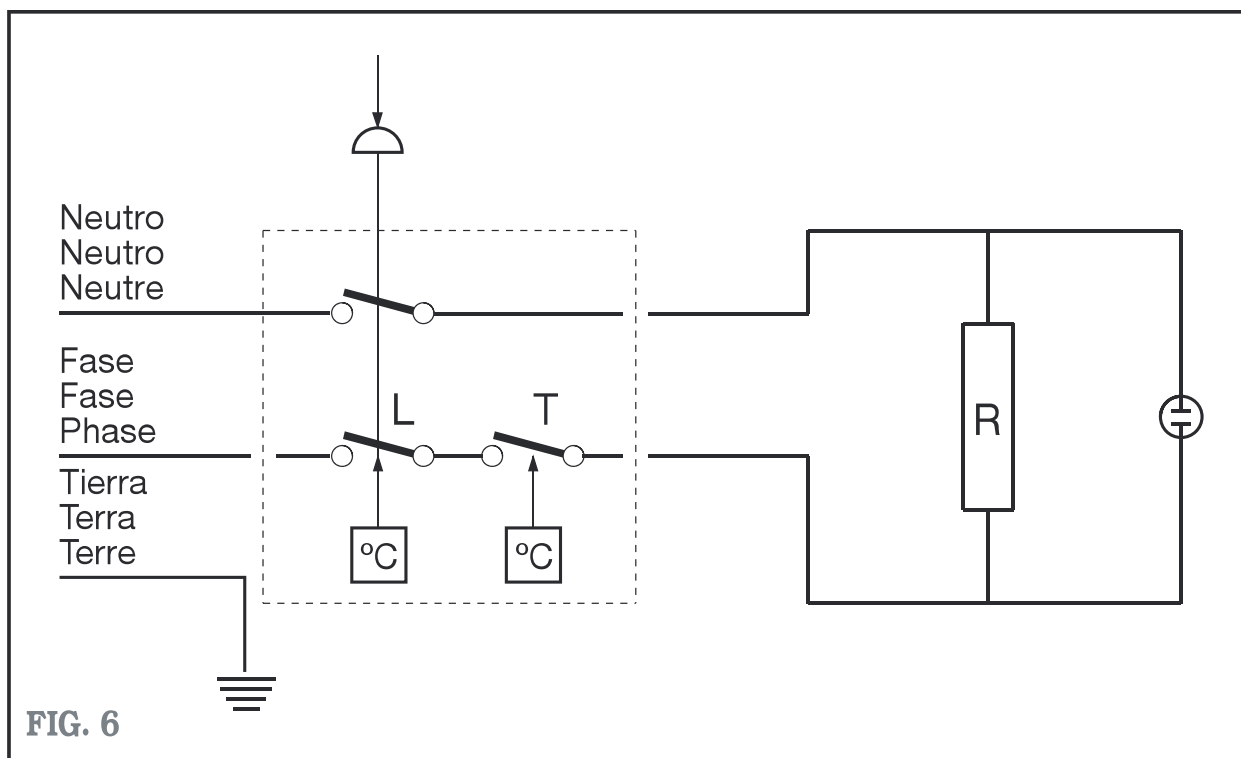 Neutro
Neutro
Neutre
Fase
Fase
Phase
L
T
Tierra
Terra
Terre
ºC
ºC
R
FIG. 6